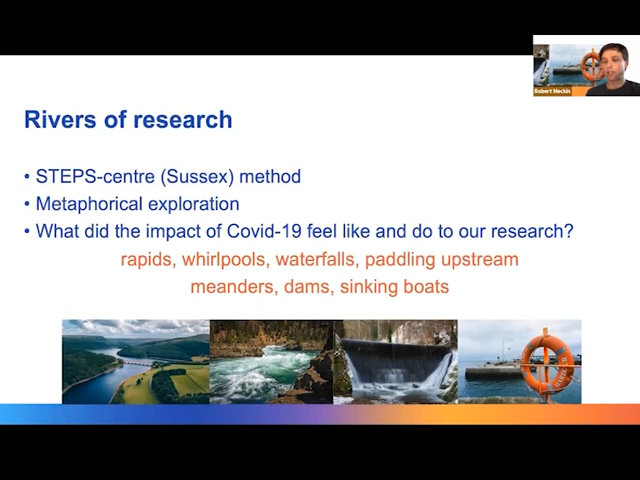 Robert Meckin
Rivers of research
• STEPS-centre (Sussex) method
• Metaphorical exploration
• What did the impact of Covid-19 feel like and do to our research?
rapids, whirlpools, waterfalls, paddling upstream
meanders, dams, sinking boats